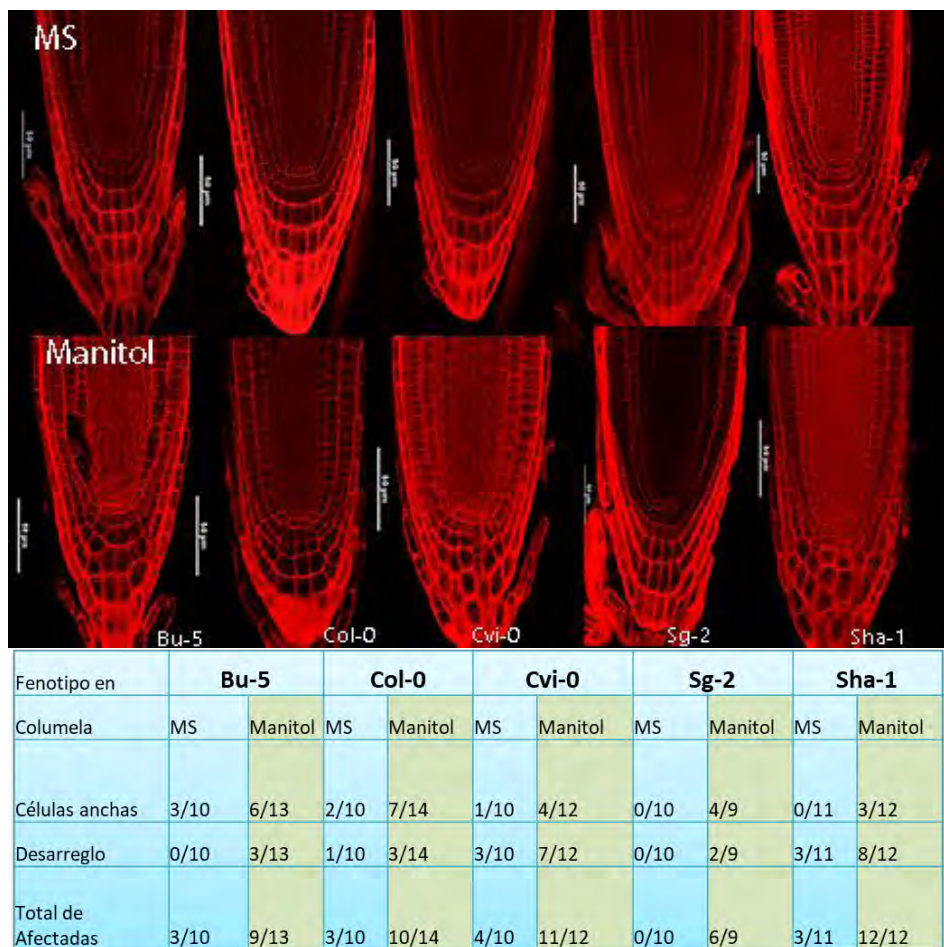 MS
Manitol
Bu-5 Col-0 Cvi-0 Sg-2 Sha-1
Fenotipo en Bu-5 Col-0 Cvi-0 Sg-2 Sha-1
Columela MS Manitol MS Manitol MS Manitol MS Manitol MS Manitol
Células anchas 3/10 6/13 2/10 7/14 1/10 4/12 0/10 4/9 0/11 3/12
Desarreglo 0/10 3/13 1/10 3/14 3/10 7/12 0/10 2/9 3/11 8/12
Total de
Afectadas 3/10 9/13 3/10 10/14 4/10 11/12 0/10 6/9 3/11 12/12